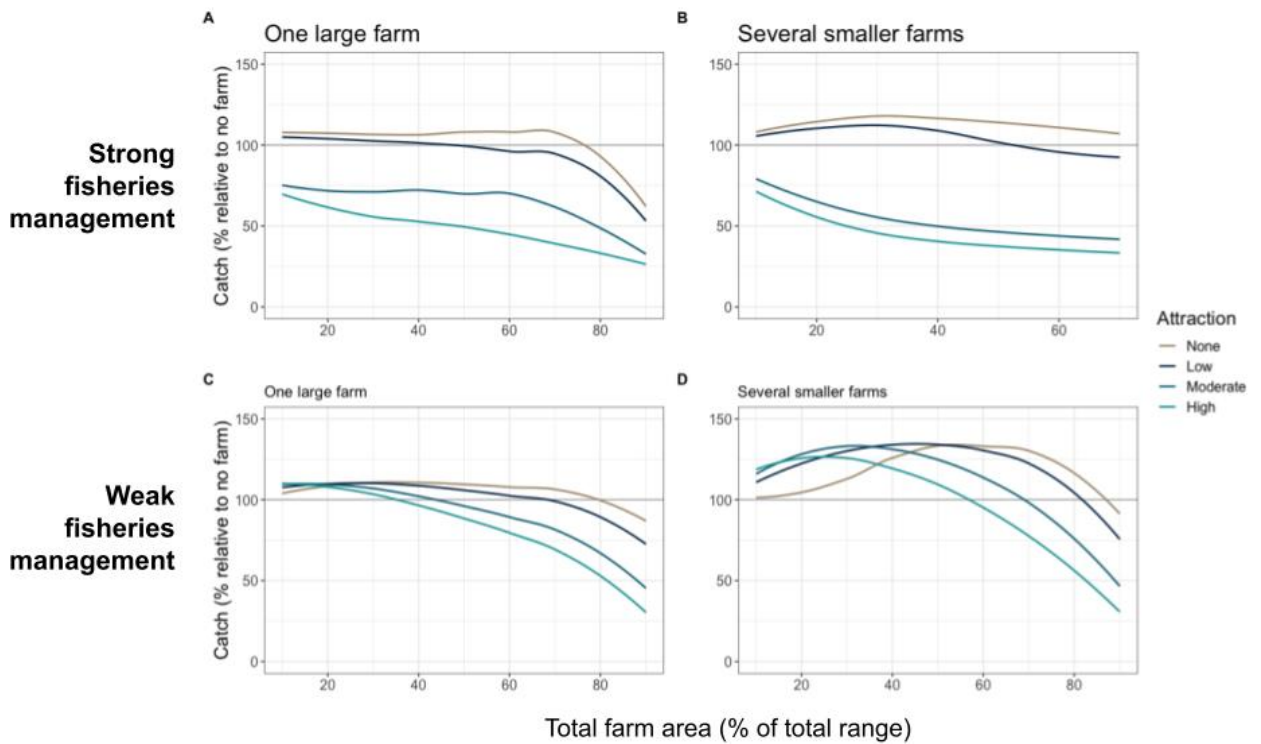 A
One large farm
B
Several smaller farms
Strong
fisheries
management
Catch (% relative to no farm)
150
100
50
0
20
40
60
80
150
100
50
0
20
40
60
Attraction
None
Low
Moderate
High
C
One large farm
D
Several smaller farms
Weak
fisheries
management
Catch (% relative to no farm)
150
100
50
0
20
40
60
80
150
100
50
0
20
40
60
80
Total farm area (% of total range)